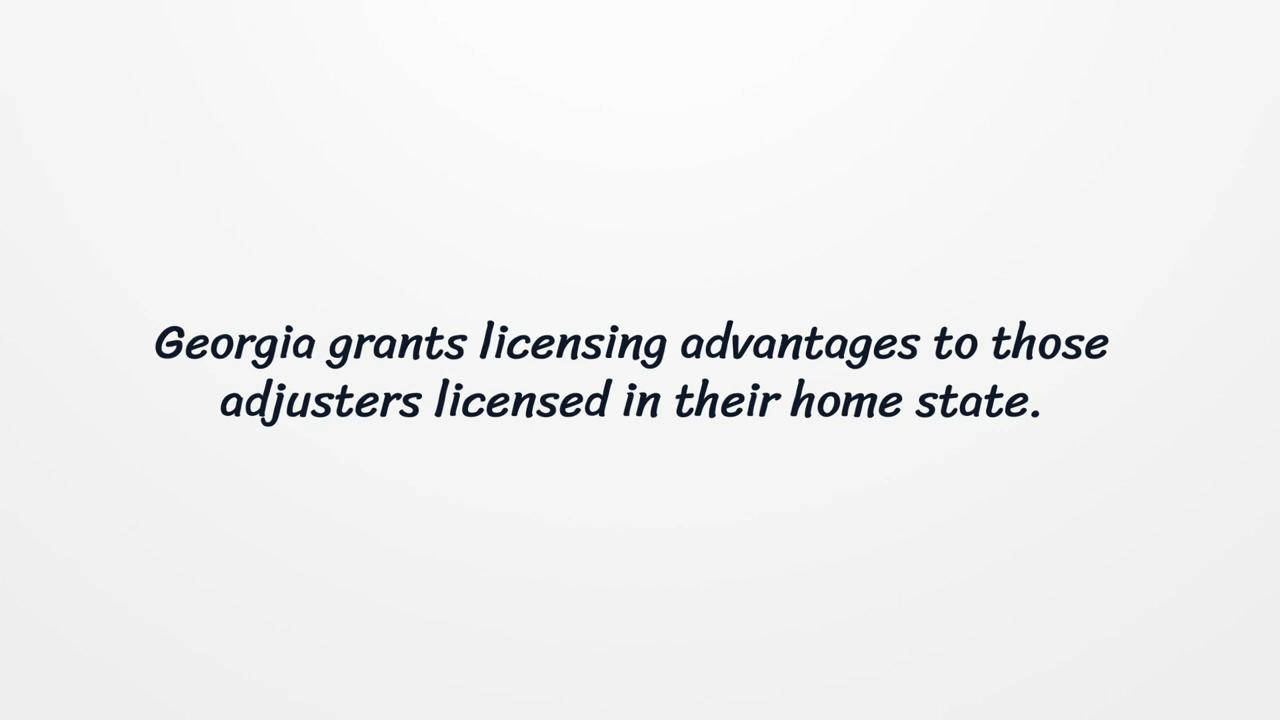 Georgia grants licensing advantages to those
adjusters licensed in their home state.